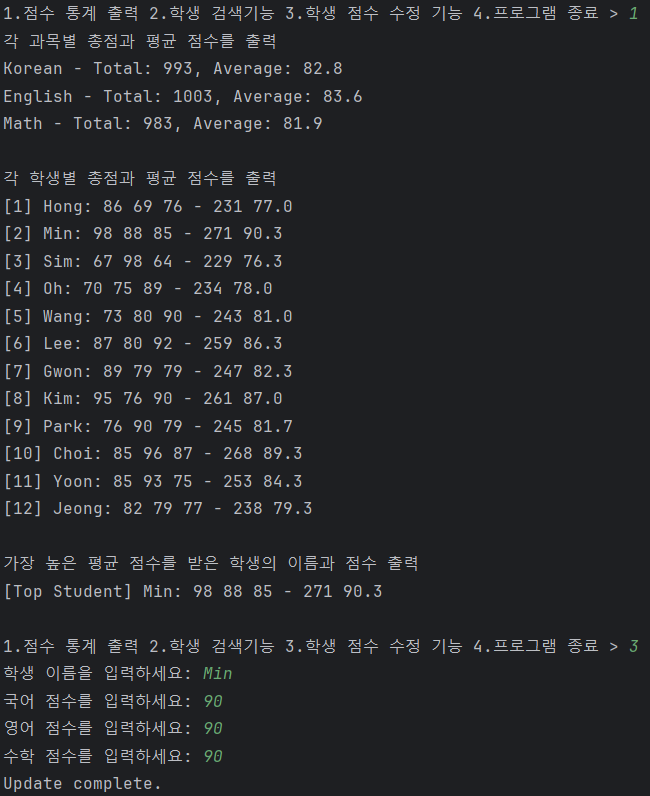 1.점수 통계 출력 2.학생 검색기능 3.학생 점수 수정 기능 4.프로그램 종료 > 1
각 과목별 총점과 평균 점수를 출력
Korean - Total: 993, Average: 82.8
English - Total: 1003, Average: 83.6
Math - Total: 983, Average: 81.9
각 학생별 총점과 평균 점수를 출력
[1] Hong: 86 69 76 - 231 77.0
[2] Min: 98 88 85 - 271 90.3
[3] Sim: 67 98 64 - 229 76.3
[4] Oh: 70 75 89 - 234 78.0
[5] Wang: 73 80 90 - 243 81.0
[6] Lee: 87 80 92 - 259 86.3
[7] Gwon: 89 79 79 - 247 82.3
[8] Kim: 95 76 90 - 261 87.0
[9] Park: 76 90 79 - 245 81.7
[10] Choi: 85 96 87 - 268 89.3
[11] Yoon: 85 93 75 - 253 84.3
[12] Jeong: 82 79 77 - 238 79.3
가장 높은 평균 점수를 받은 학생의 이름과 점수 출력
[Top Student] Min: 98 88 85 - 271 90.3
1.점수 통계 출력 2.학생 검색기능 3.학생 점수 수정 기능 4.프로그램 종료 > 3
학생 이름을 입력하세요: Min
국어 점수를 입력하세요: 90
영어 점수를 입력하세요: 90
수학 점수를 입력하세요: 90
Update complete.